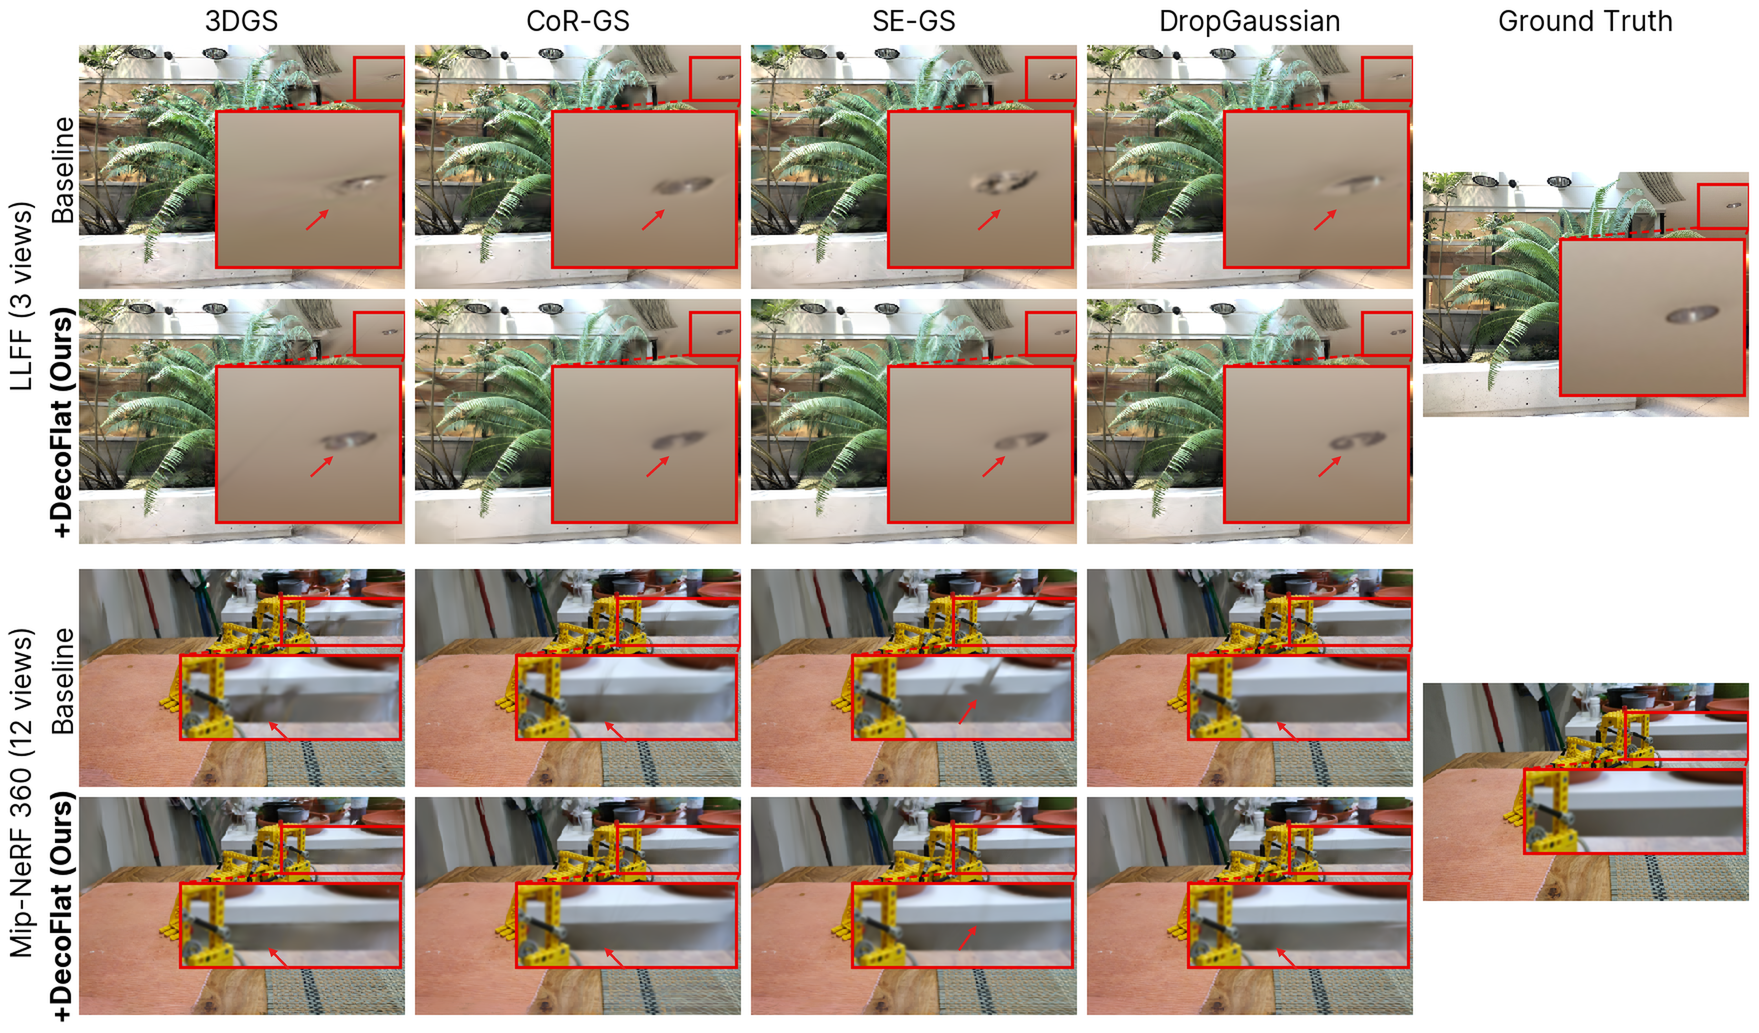 3DGS CoR-GS SE-GS DropGaussian Ground Truth
LLFF (3 views)
Baseline
+DecoFlat (Ours)
Mip-NeRF 360 (12 views)
Baseline
+DecoFlat (Ours)